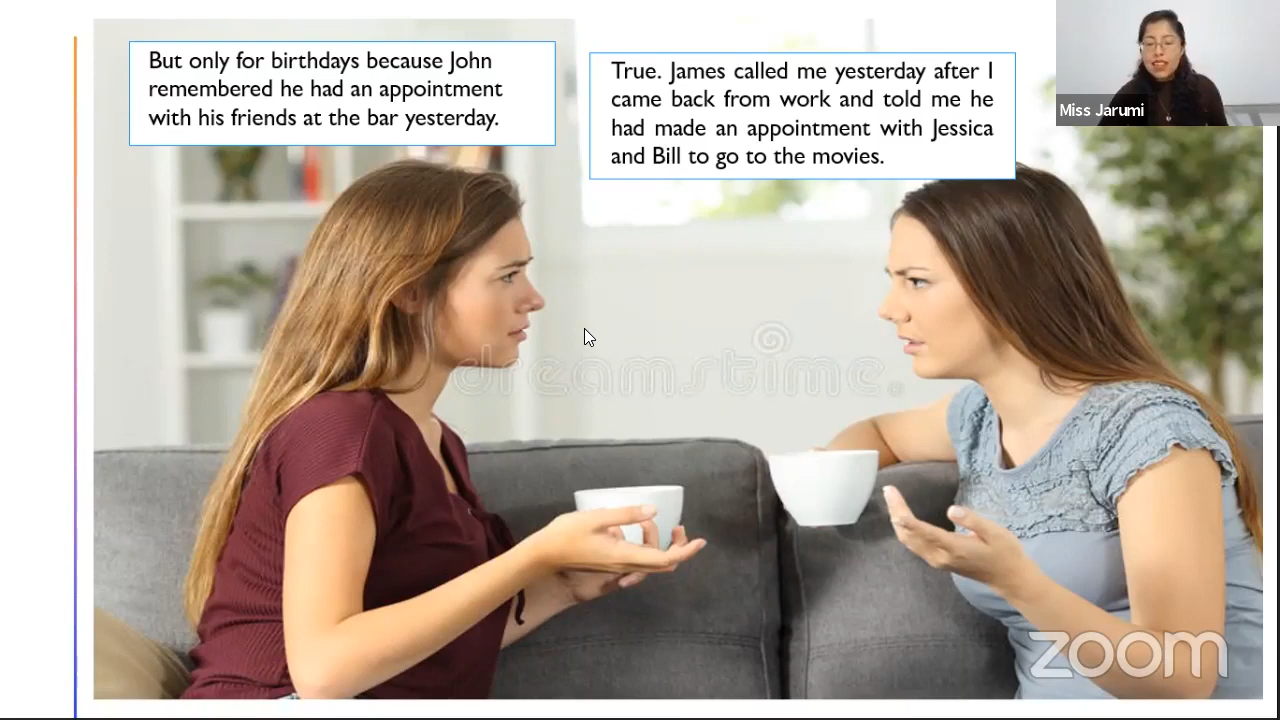 But only for birthdays because John
remembered he had an appointment
with his friends at the bar yesterday.
True. James called me yesterday after I
came back from work and told me he
had made an appointment with Jessica
and Bill to go to the movies.
Miss Jarumi
dreamstime.
zoom